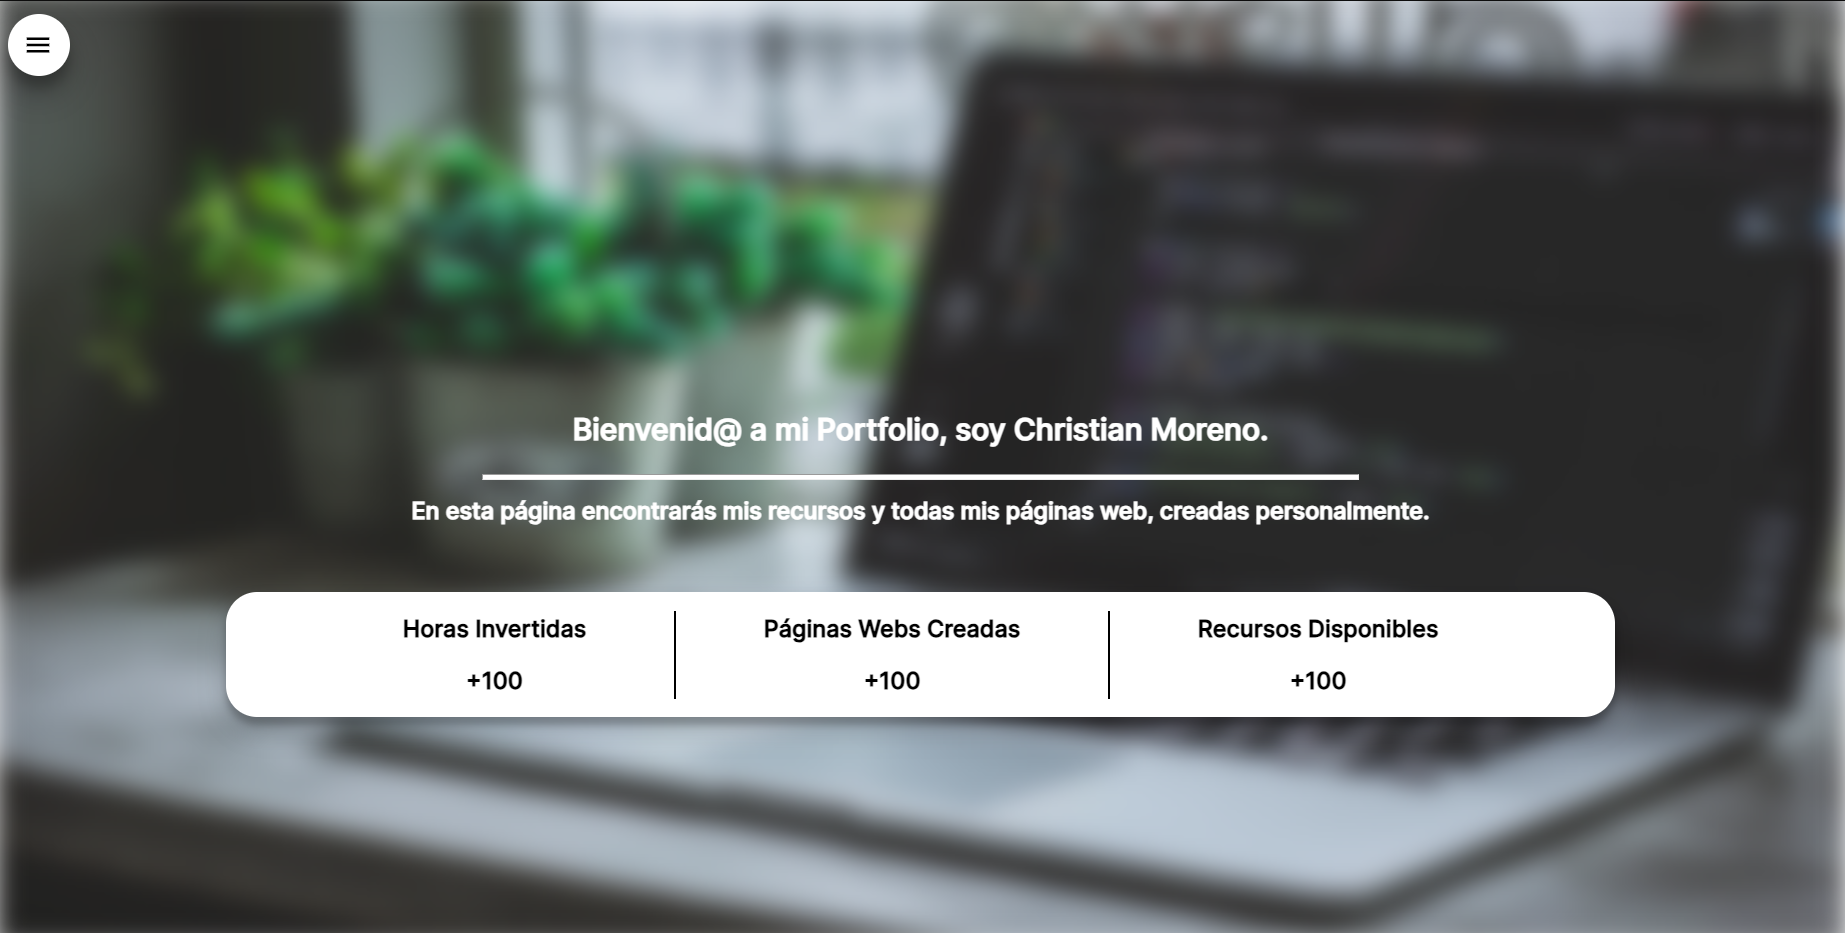 Bienvenid@ a mi Portfolio, soy Christian Moreno.
En esta página encontrarás mis recursos y todas mis páginas web, creadas personalmente.
Horas Invertidas
+100
Páginas Webs Creadas
+100
Recursos Disponibles
+100